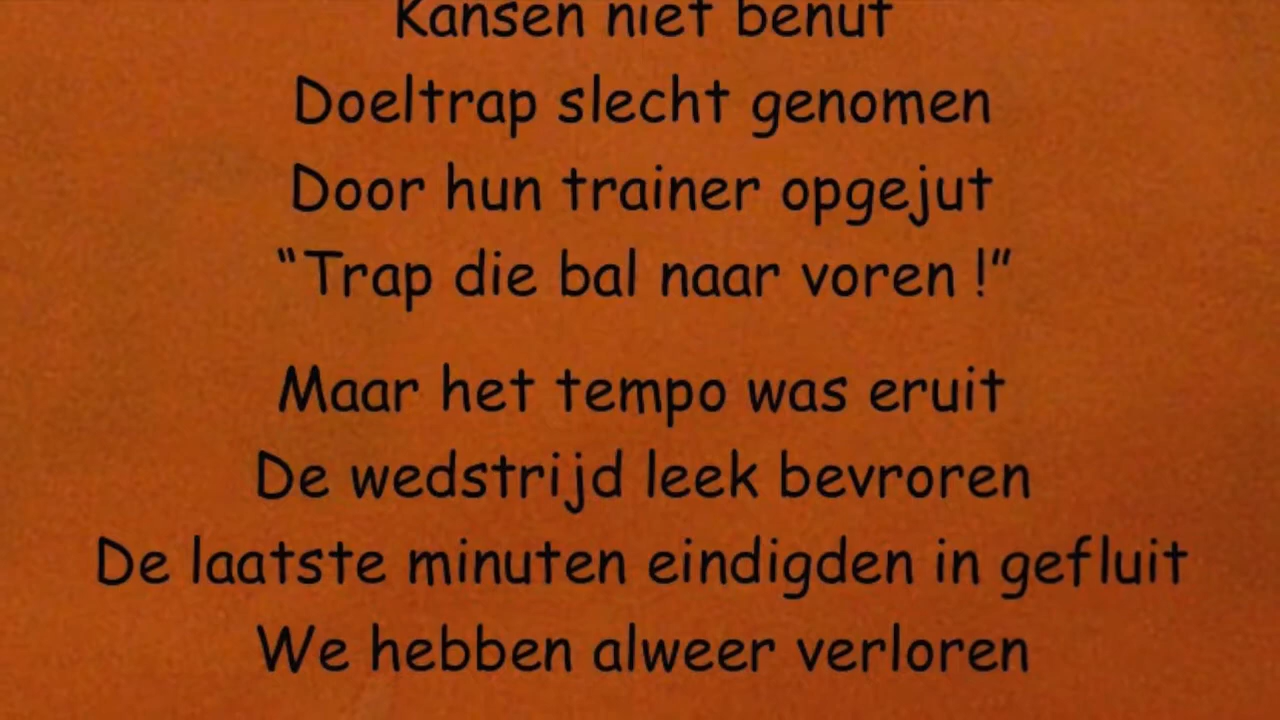 Kansen niet benut
Doeltrap slecht genomen
Door hun trainer opgejut
“Trap die bal naar voren !”
Maar het tempo was eruit
De wedstrijd leek bevroren
De laatste minuten eindigden in gefluit
We hebben alweer verloren